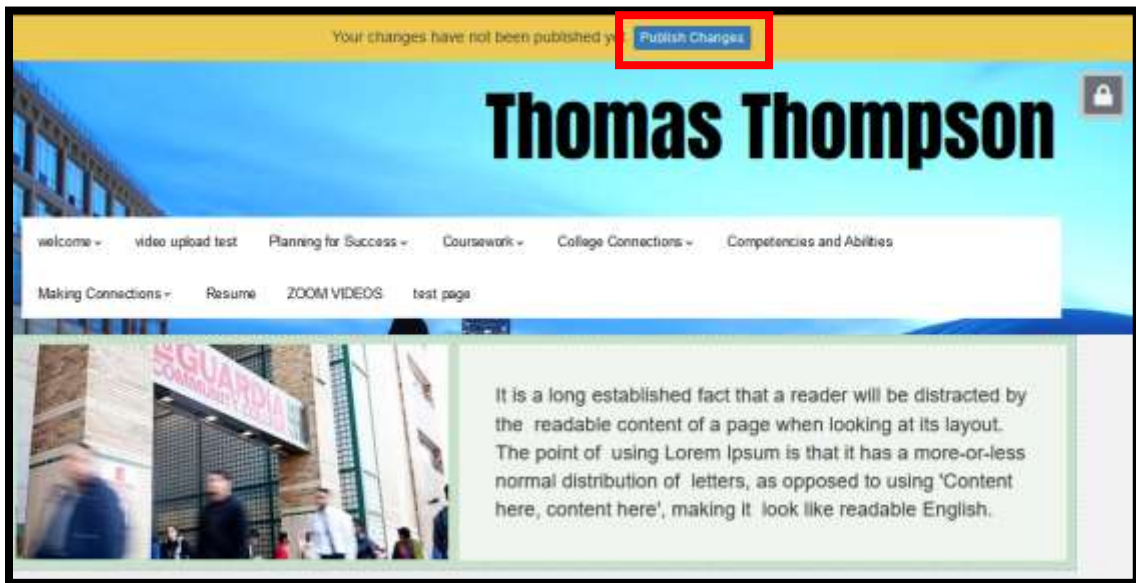 Your changes have not been published yet. Publish Changes
Thomas Thompson
welcome video upload test Planning for Success Coursework College Connections Competencies and Abilities
Making Connections Resume ZOOM VIDEOS test page
GUARDIA
COMMUNITY COLLEGE
It is a long established fact that a reader will be distracted by
the readable content of a page when looking at its layout.
The point of using Lorem Ipsum is that it has a more-or-less
normal distribution of letters, as opposed to using 'Content
here, content here', making it look like readable English.